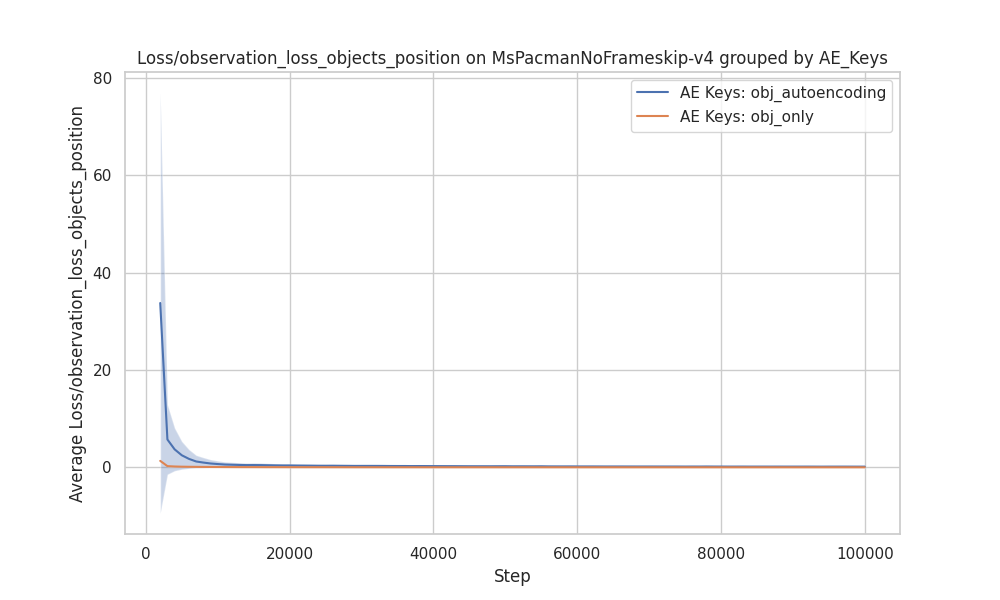 Loss/observation_loss_objects_position on MsPacmanNoFrameskip-v4 grouped by AE_Keys
AE Keys: obj_autoencoding
AE Keys: obj_only
Average Loss/observation_loss_objects_position
80
60
40
20
0
0 20000 40000 60000 80000 100000
Step